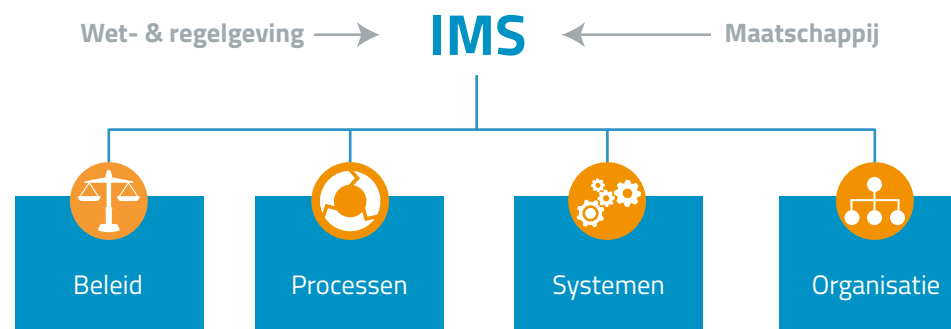 Wet- & regelgeving
IMS
Maatschappij
Beleid
Processen
Systemen
Organisatie